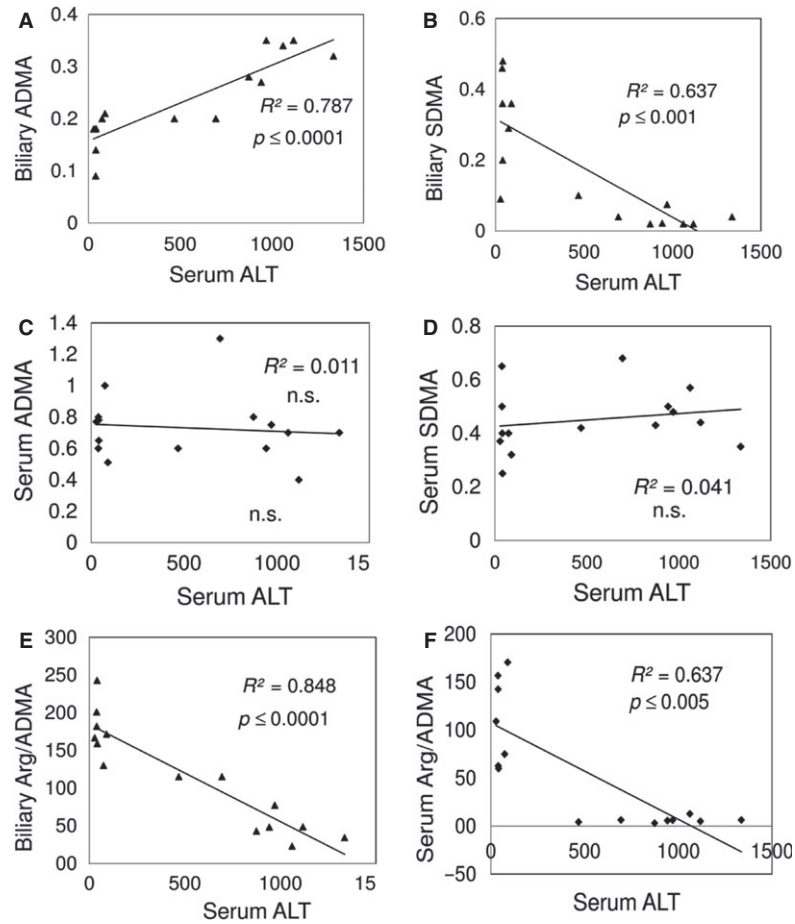 A
0.4
0.3
0.2
0.1
0
0 500 1000 1500
Biliary ADMA
Serum ALT
R² = 0.787
p ≤ 0.0001
B
0.6
0.4
0.2
0
0 500 1000 1500
Biliary SDMA
Serum ALT
R² = 0.637
p ≤ 0.001
C
1.4
1.2
1
0.8
0.6
0.4
0.2
0
0 500 1000 15
Serum ADMA
Serum ALT
R² = 0.011
n.s.
n.s.
D
0.8
0.6
0.4
0.2
0
0 500 1000 1500
Serum SDMA
Serum ALT
R² = 0.041
n.s.
E
300
250
200
150
100
50
00
0 500 1000 15
Biliary Arg/ADMA
Serum ALT
R² = 0.848
p ≤ 0.0001
F
200
150
100
50
00
−50
0 500 1000 1500
Serum Arg/ADMA
Serum ALT
R² = 0.637
p ≤ 0.005